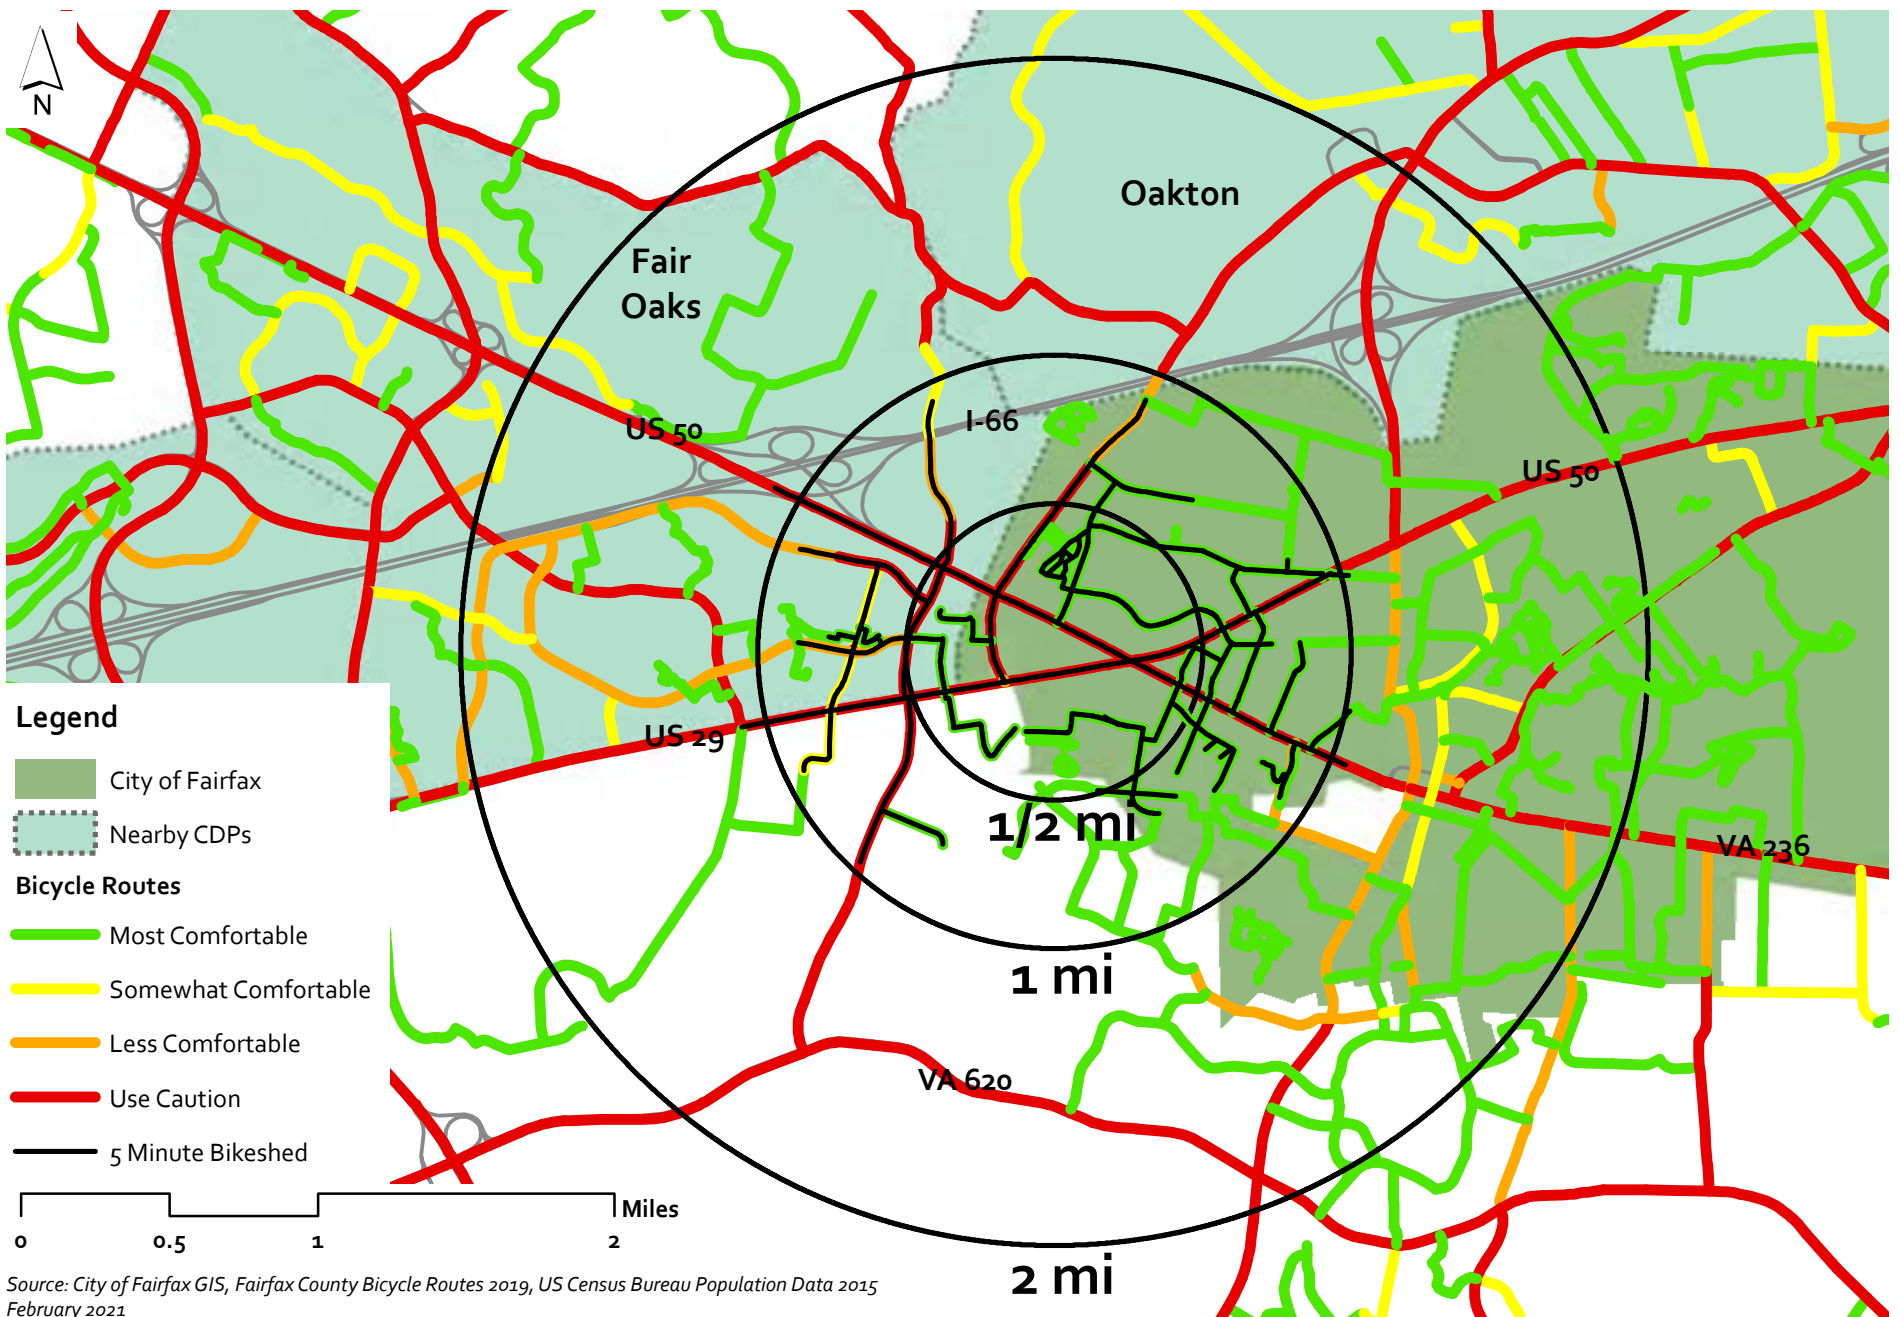 N
Oakton
Fair
Oaks
I-66
US 50
US 50
US 29
1/2 mi
VA 236
1 mi
VA 620
2 mi
Legend
City of Fairfax
Nearby CDPs
Bicycle Routes
Most Comfortable
Somewhat Comfortable
Less Comfortable
Use Caution
5 Minute Bikeshed
Miles
0 0.5 1 2
Source: City of Fairfax GIS, Fairfax County Bicycle Routes 2019, US Census Bureau Population Data 2015
February 2021